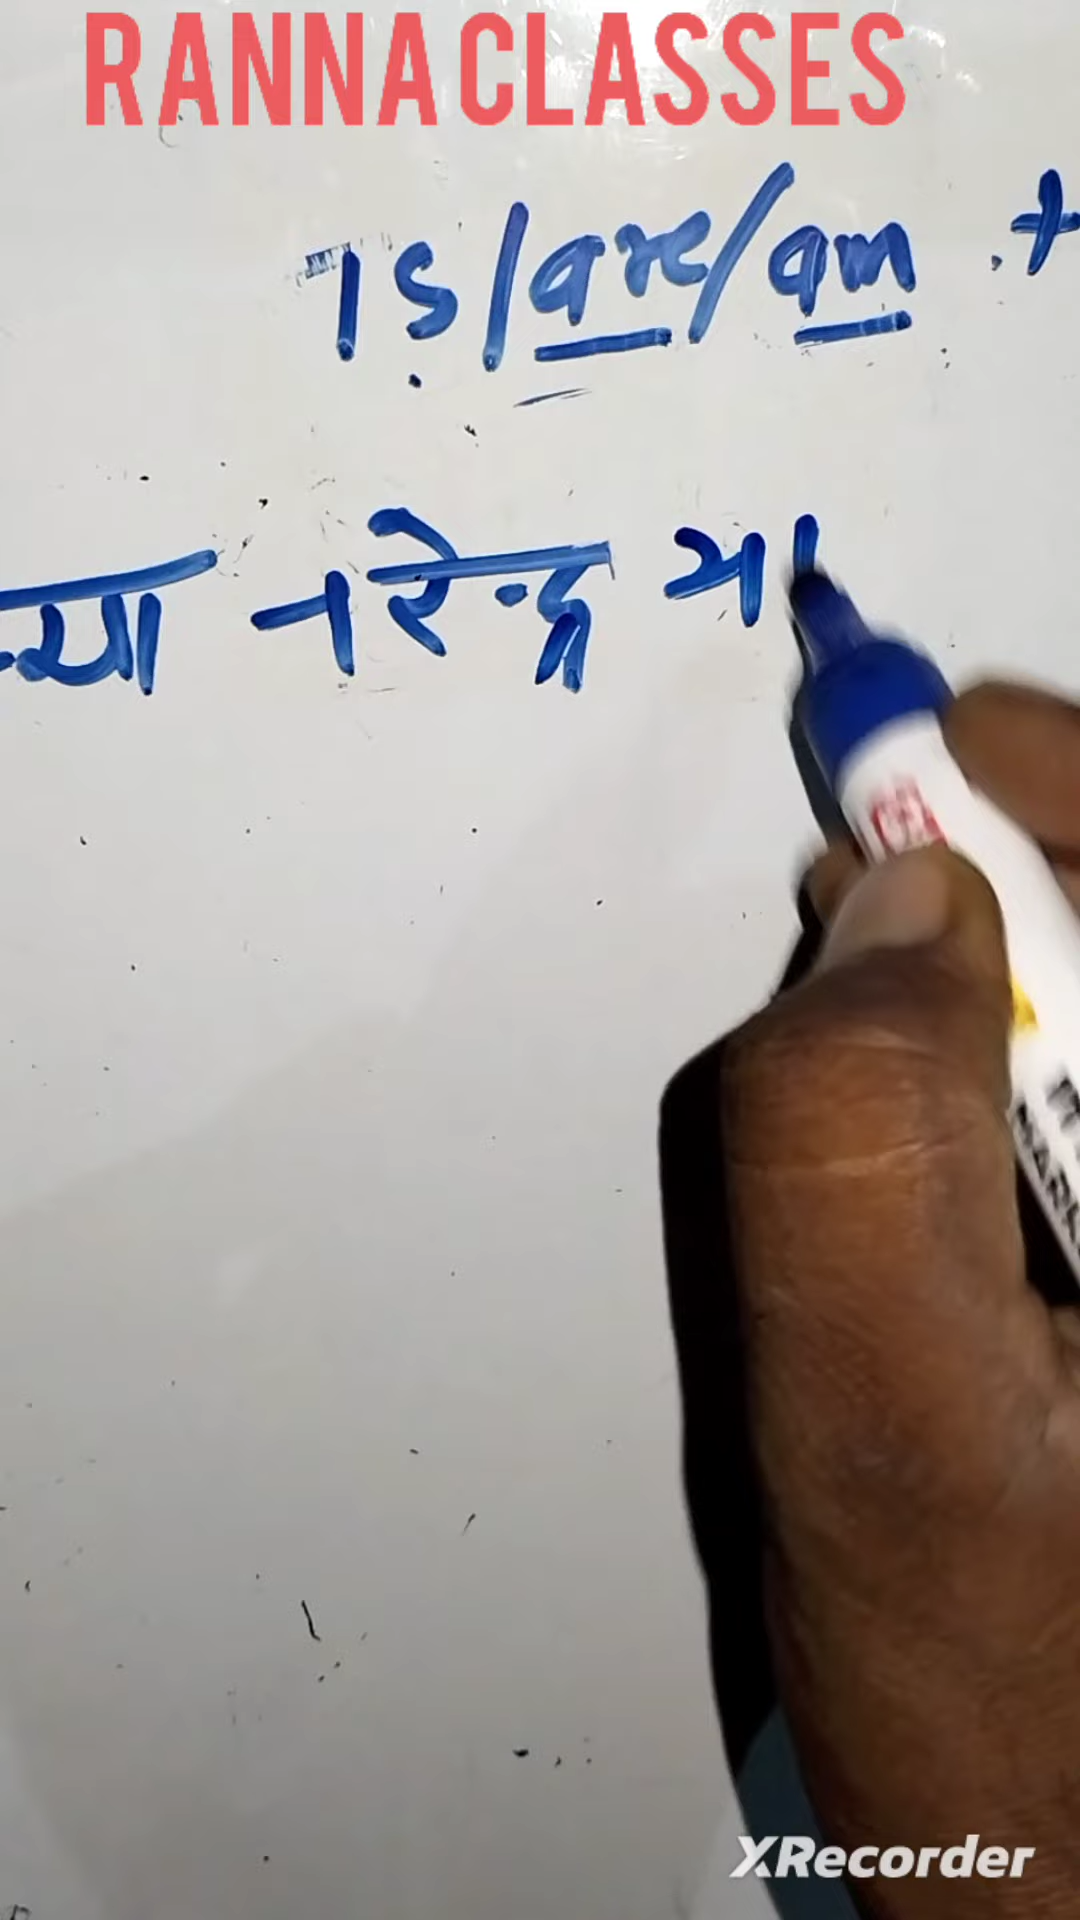 RANNA CLASSES
Is/are/am +
क्या नरेन्द्र
XRecorder